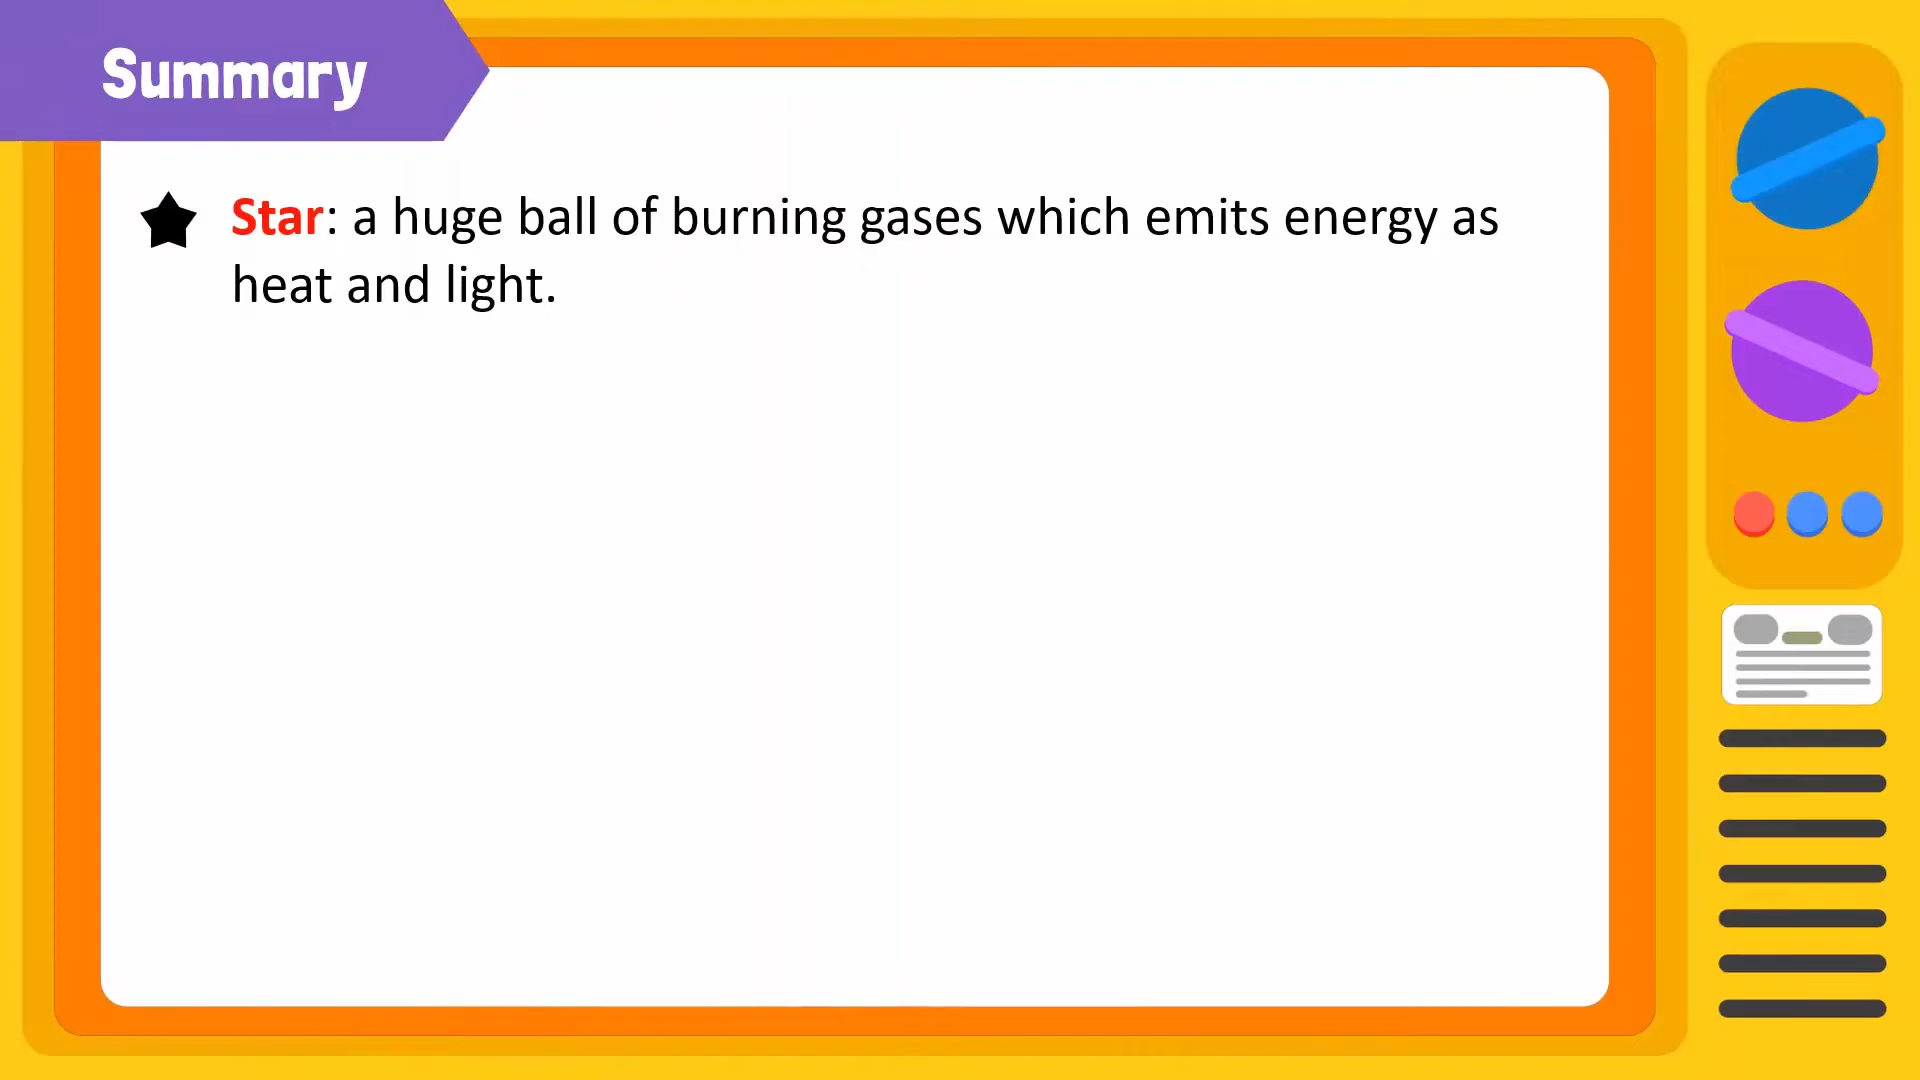 Summary
Star: a huge ball of burning gases which emits energy as
heat and light.